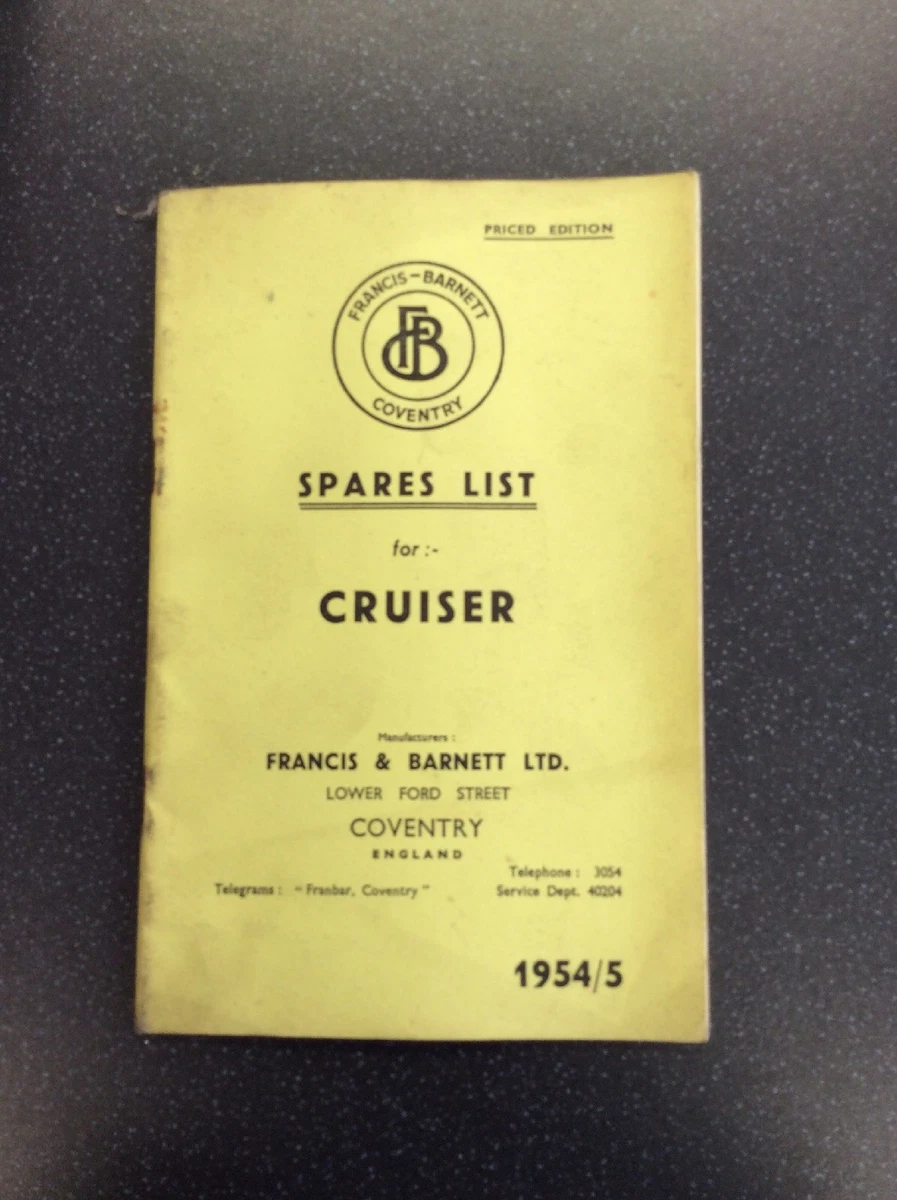 PRICED EDITION
FRANCIS-BARNETT
FB
COVENTRY
SPARES LIST
for :-
CRUISER
Manufacturers :
FRANCIS & BARNETT LTD.
LOWER FORD STREET
COVENTRY
ENGLAND
Telephone : 3054
Telegrams : "Franbar, Coventry" Service Dept. 40204
1954/5